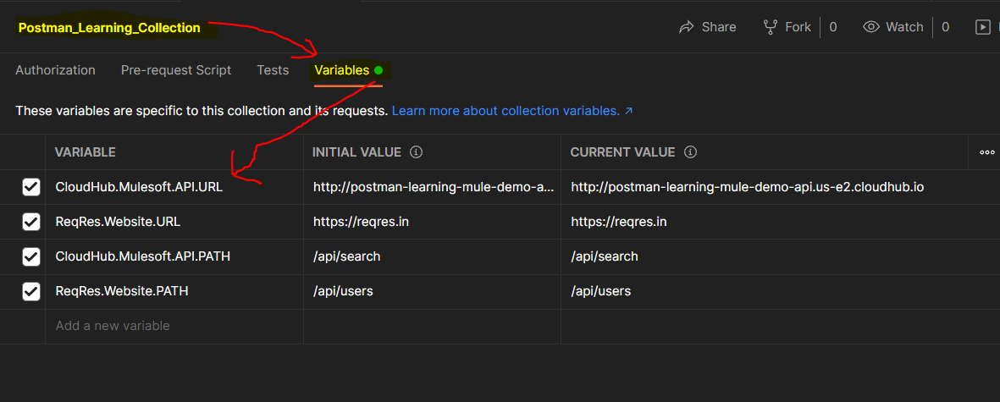 Postman_Learning_Collection Share Fork 0 Watch 0
Authorization Pre-request Script Tests Variables
These variables are specific to this collection and its requests. Learn more about collection variables. ↗
VARIABLE INITIAL VALUE CURRENT VALUE
CloudHub.Mulesoft.API.URL http://postman-learning-mule-demo-a... http://postman-learning-mule-demo-api.us-e2.cloudhub.io
ReqRes.Website.URL https://reqres.in https://reqres.in
CloudHub.Mulesoft.API.PATH /api/search /api/search
ReqRes.Website.PATH /api/users /api/users
Add a new variable